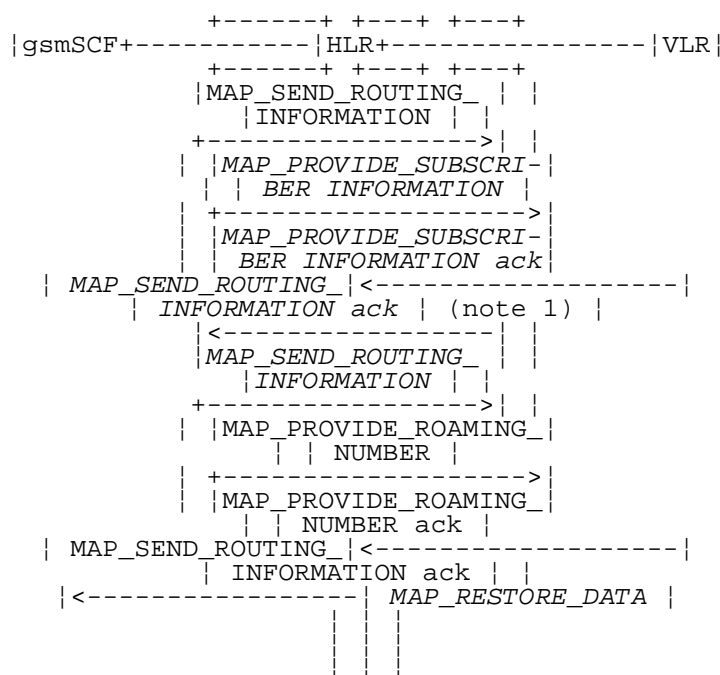 +------+ +---+ +---+
¦gsmSCF+-----------¦HLR+----------------¦VLR¦
+------+ +---+ +---+
¦MAP_SEND_ROUTING_ ¦ ¦
¦INFORMATION ¦ ¦
+------------------>¦ ¦
¦ ¦MAP_PROVIDE_SUBSCRI-¦
¦ ¦ BER INFORMATION ¦
¦ +-------------------->¦
¦ ¦MAP_PROVIDE_SUBSCRI-¦
¦ ¦ BER INFORMATION ack¦
¦ MAP_SEND_ROUTING_¦<--------------------¦
¦ INFORMATION ack ¦ (note 1) ¦
¦<-----------------¦ ¦
¦MAP_SEND_ROUTING_ ¦ ¦
¦INFORMATION ¦ ¦
+------------------>¦ ¦
¦ ¦MAP_PROVIDE_ROAMING_¦
¦ ¦ NUMBER ¦
¦ +-------------------->¦
¦ ¦MAP_PROVIDE_ROAMING_¦
¦ ¦ NUMBER ack ¦
¦ MAP_SEND_ROUTING_¦<--------------------¦
¦ INFORMATION ack ¦ ¦
¦<-----------------¦ MAP_RESTORE_DATA ¦
¦ ¦ ¦
¦ ¦ ¦
¦ ¦ ¦